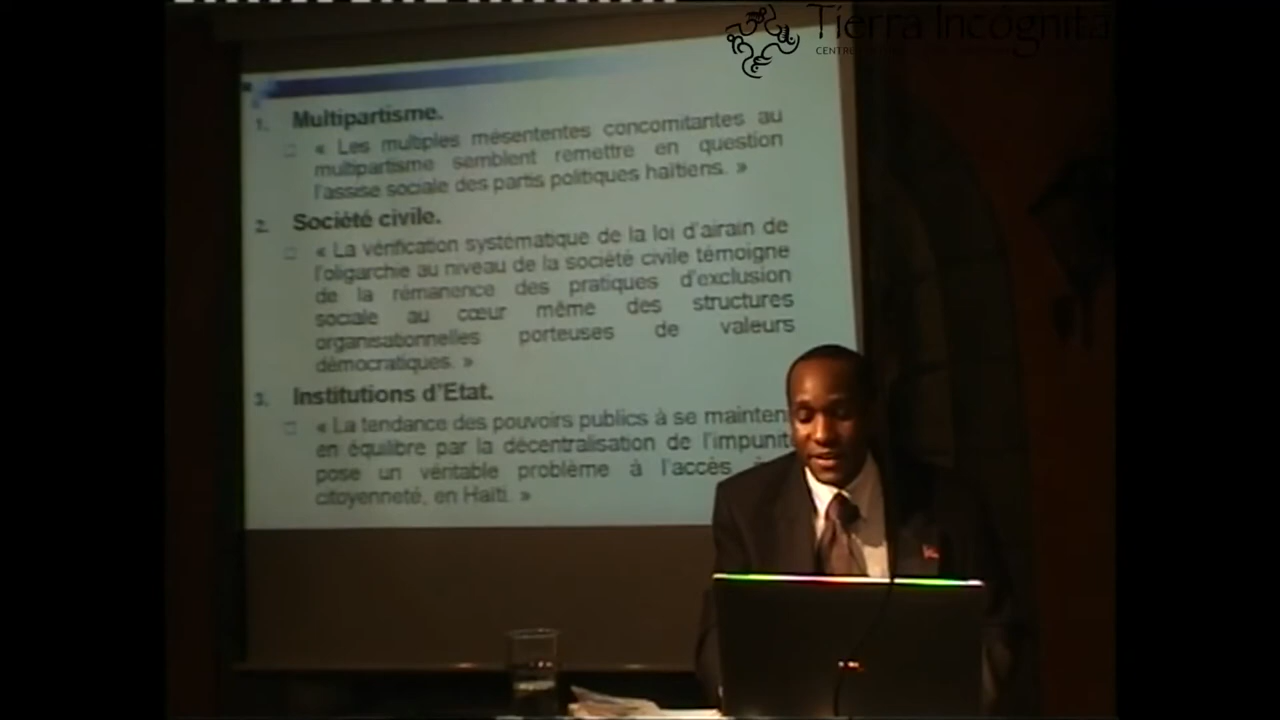 Tierra Incógnita
CENTRE
1. Multipartisme.
« Les multiples mésententes concomitantes au
multipartisme semblent remettre en question
l'assise sociale des partis politiques haïtiens. »
2. Société civile.
« La vérification systématique de la loi d'airain de
l'oligarchie au niveau de la société civile témoigne
de la rémanence des pratiques d'exclusion
sociale au cœur même des structures
organisationnelles porteuses de valeurs
démocratiques. »
3. Institutions d'Etat.
« La tendance des pouvoirs publics à se mainten
en équilibre par la décentralisation de l'impunit
pose un véritable problème à l'accès
citoyenneté, en Haïti. »